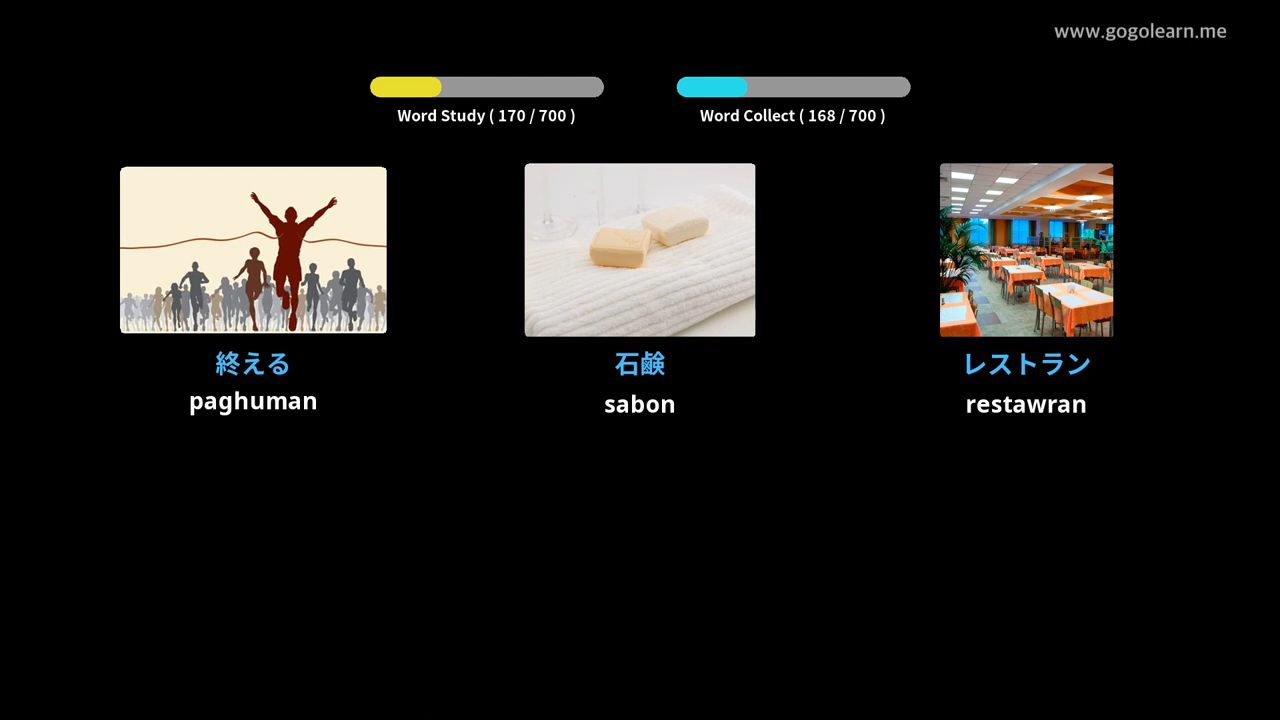 www.gogolearn.me
Word Study ( 170 / 700 )
Word Collect ( 168 / 700 )
終える
paghuman
石鹸
sabon
レストラン
restawran